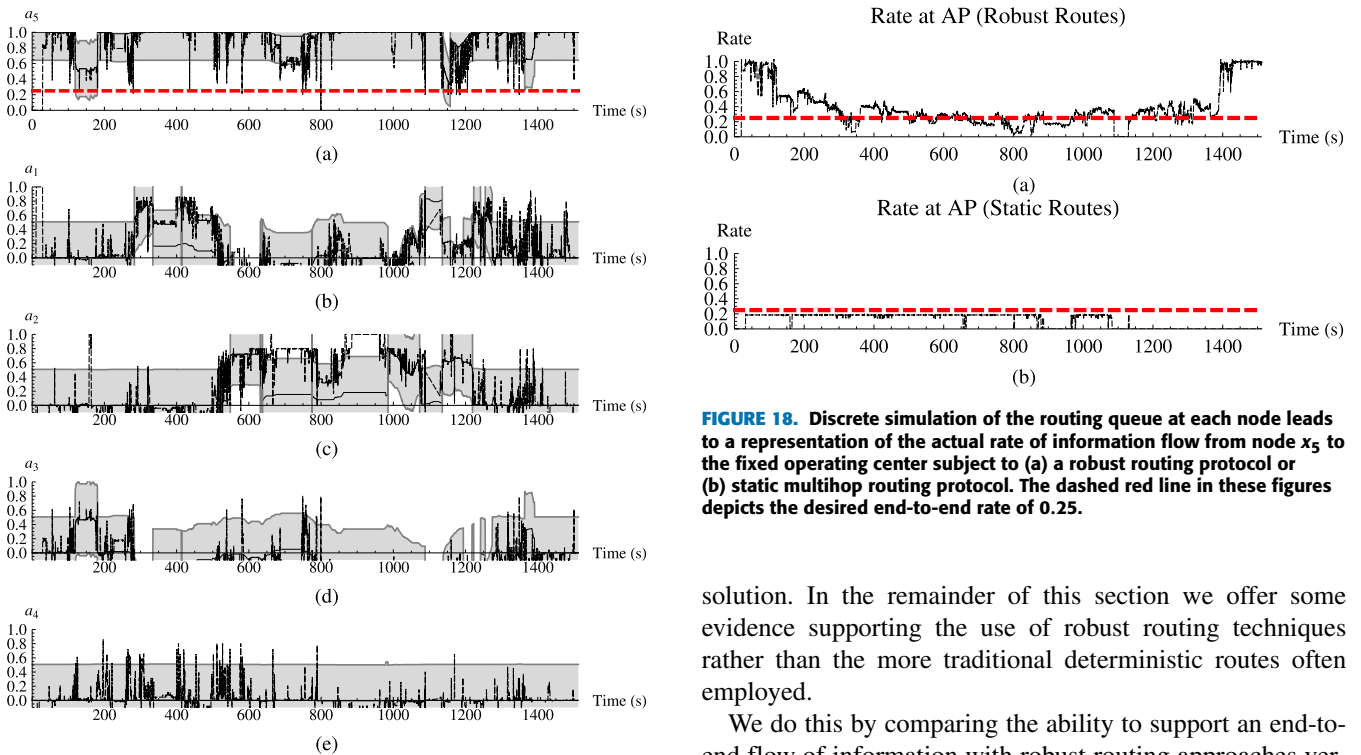 a5
1.0
0.8
0.6
0.4
0.2
0.0
Time (s)
0 200 400 600 800 1000 1200 1400
(a)
a1
1.0
0.8
0.6
0.4
0.2
0.0
Time (s)
200 400 600 800 1000 1200 1400
(b)
a2
1.0
0.8
0.6
0.4
0.2
0.0
Time (s)
200 400 600 800 1000 1200 1400
(c)
a3
1.0
0.8
0.6
0.4
0.2
0.0
Time (s)
200 400 600 800 1000 1200 1400
(d)
a4
1.0
0.8
0.6
0.4
0.2
0.0
Time (s)
200 400 600 800 1000 1200 1400
(e)
Rate at AP (Robust Routes)
Rate
1.0
0.8
0.6
0.4
0.2
0.0
Time (s)
0 200 400 600 800 1000 1200 1400
(a)
Rate at AP (Static Routes)
Rate
1.0
0.8
0.6
0.4
0.2
0.0
Time (s)
0 200 400 600 800 1000 1200 1400
(b)
FIGURE 18. Discrete simulation of the routing queue at each node leads
to a representation of the actual rate of information flow from node x5 to
the fixed operating center subject to (a) a robust routing protocol or
(b) static multihop routing protocol. The dashed red line in these figures
depicts the desired end-to-end rate of 0.25.
solution. In the remainder of this section we offer some
evidence supporting the use of robust routing techniques
rather than the more traditional deterministic routes often
employed.
We do this by comparing the ability to support an end-to-
end flow of information with robust routing approaches ver-